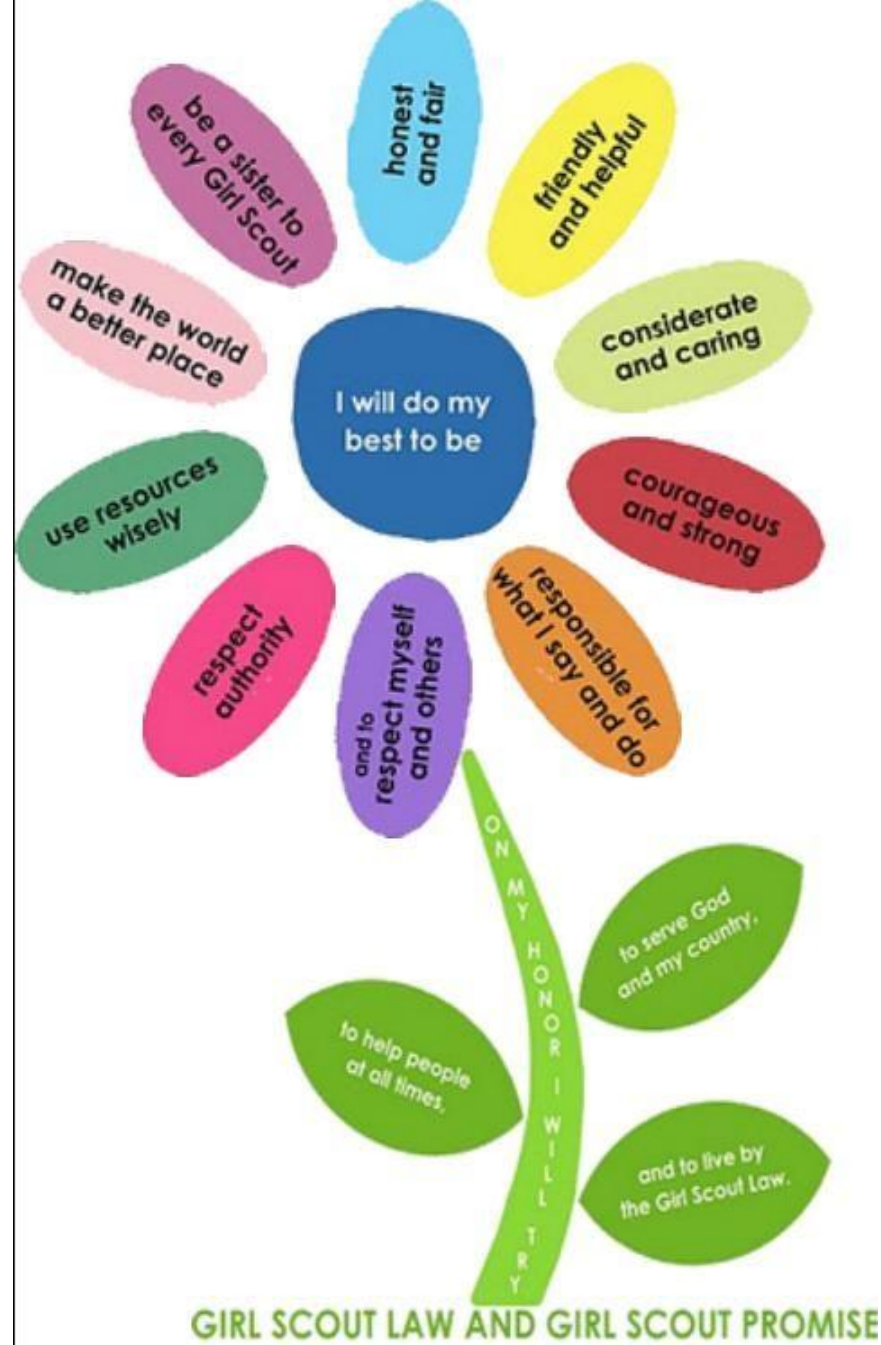 I will do my
best to be
honest
and fair
friendly
and helpful
considerate
and caring
courageous
and strong
responsible for
what I say and do
and to
respect myself
and others
respect
authority
use resources
wisely
make the world
a better place
be a sister to
every Girl Scout
ON MY HONOR I WILL TRY
to serve God
and my country,
to help people
at all times,
and to live by
the Girl Scout Law.
GIRL SCOUT LAW AND GIRL SCOUT PROMISE